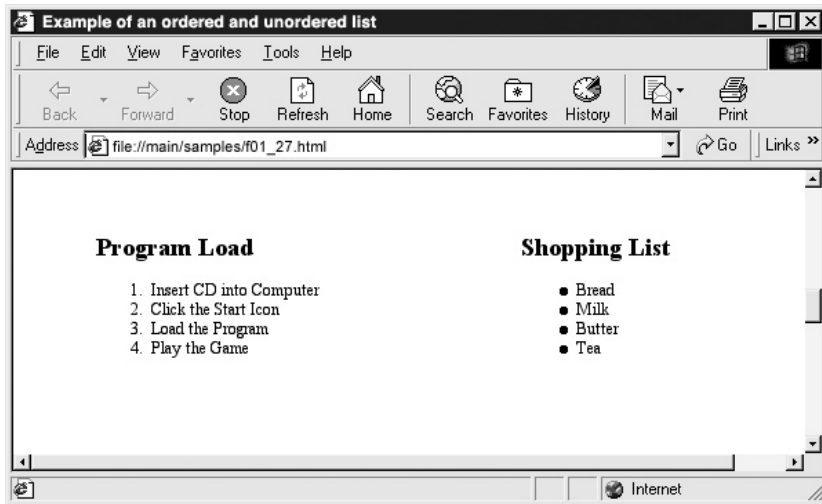 Example of an ordered and unordered list
File Edit View Favorites Tools Help
Back Forward Stop Refresh Home Search Favorites History Mail Print
Address file://main/samples/f01_27.html Go Links »
Program Load
1. Insert CD into Computer
2. Click the Start Icon
3. Load the Program
4. Play the Game
Shopping List
• Bread
• Milk
• Butter
• Tea
Internet